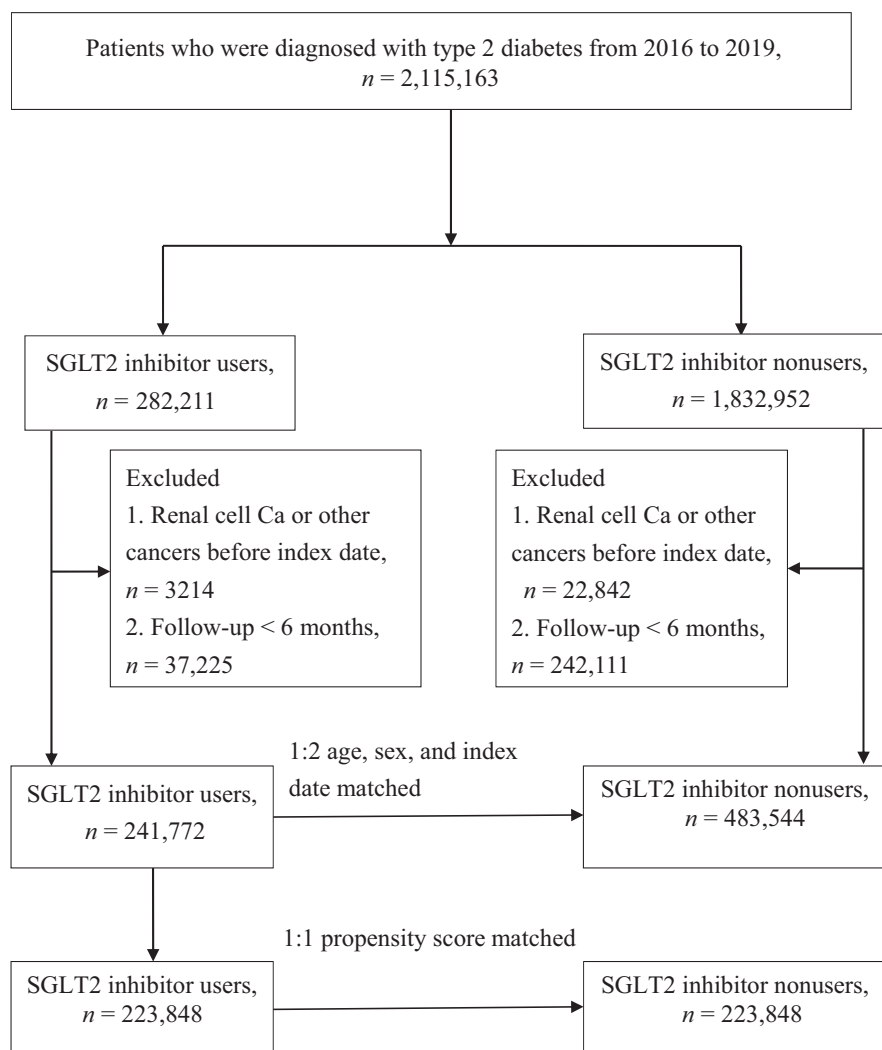 Patients who were diagnosed with type 2 diabetes from 2016 to 2019,
n = 2,115,163
SGLT2 inhibitor users,
n = 282,211
SGLT2 inhibitor nonusers,
n = 1,832,952
Excluded
1. Renal cell Ca or other
cancers before index date,
n = 3214
2. Follow-up < 6 months,
n = 37,225
Excluded
1. Renal cell Ca or other
cancers before index date,
n = 22,842
2. Follow-up < 6 months,
n = 242,111
SGLT2 inhibitor users,
n = 241,772
1:2 age, sex, and index
date matched
SGLT2 inhibitor nonusers,
n = 483,544
1:1 propensity score matched
SGLT2 inhibitor users,
n = 223,848
SGLT2 inhibitor nonusers,
n = 223,848